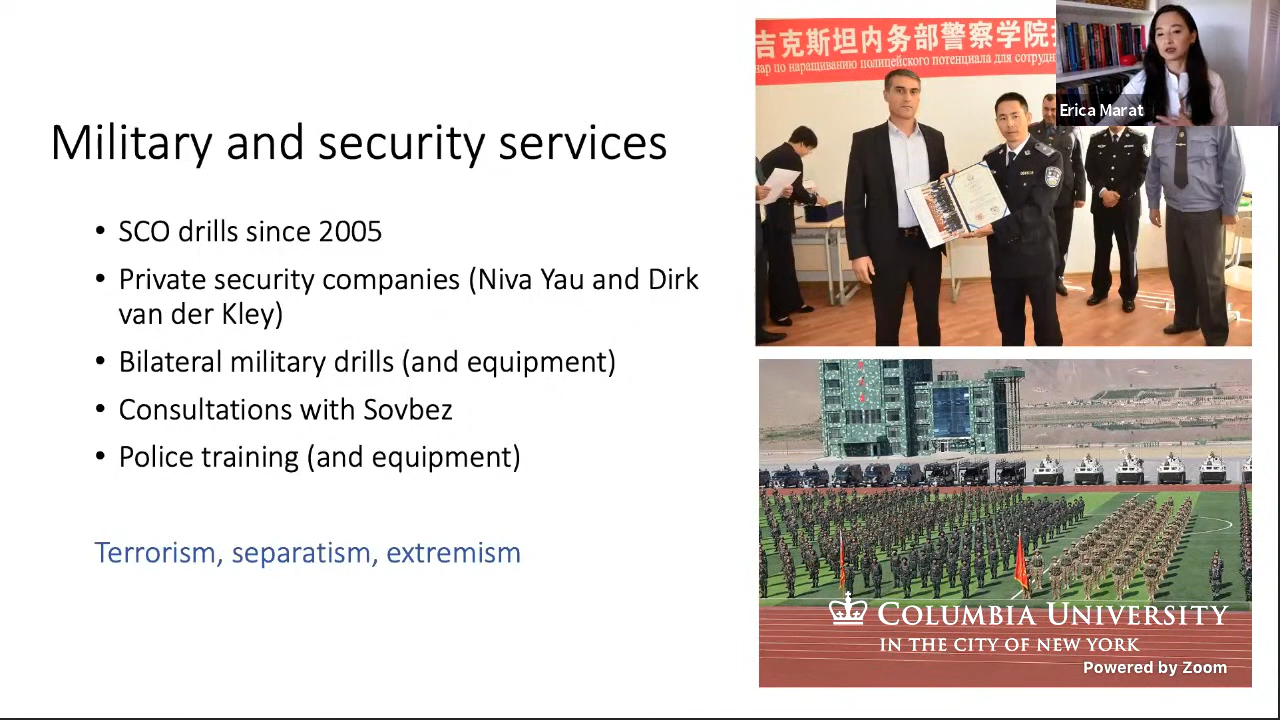 Military and security services
• SCO drills since 2005
• Private security companies (Niva Yau and Dirk
van der Kley)
• Bilateral military drills (and equipment)
• Consultations with Sovbez
• Police training (and equipment)
Terrorism, separatism, extremism
吉克斯坦内务部警察学院
нар по наращиванию полицейского потенциала для сотрудн
Erica Marat
COLUMBIA UNIVERSITY
IN THE CITY OF NEW YORK
Powered by Zoom